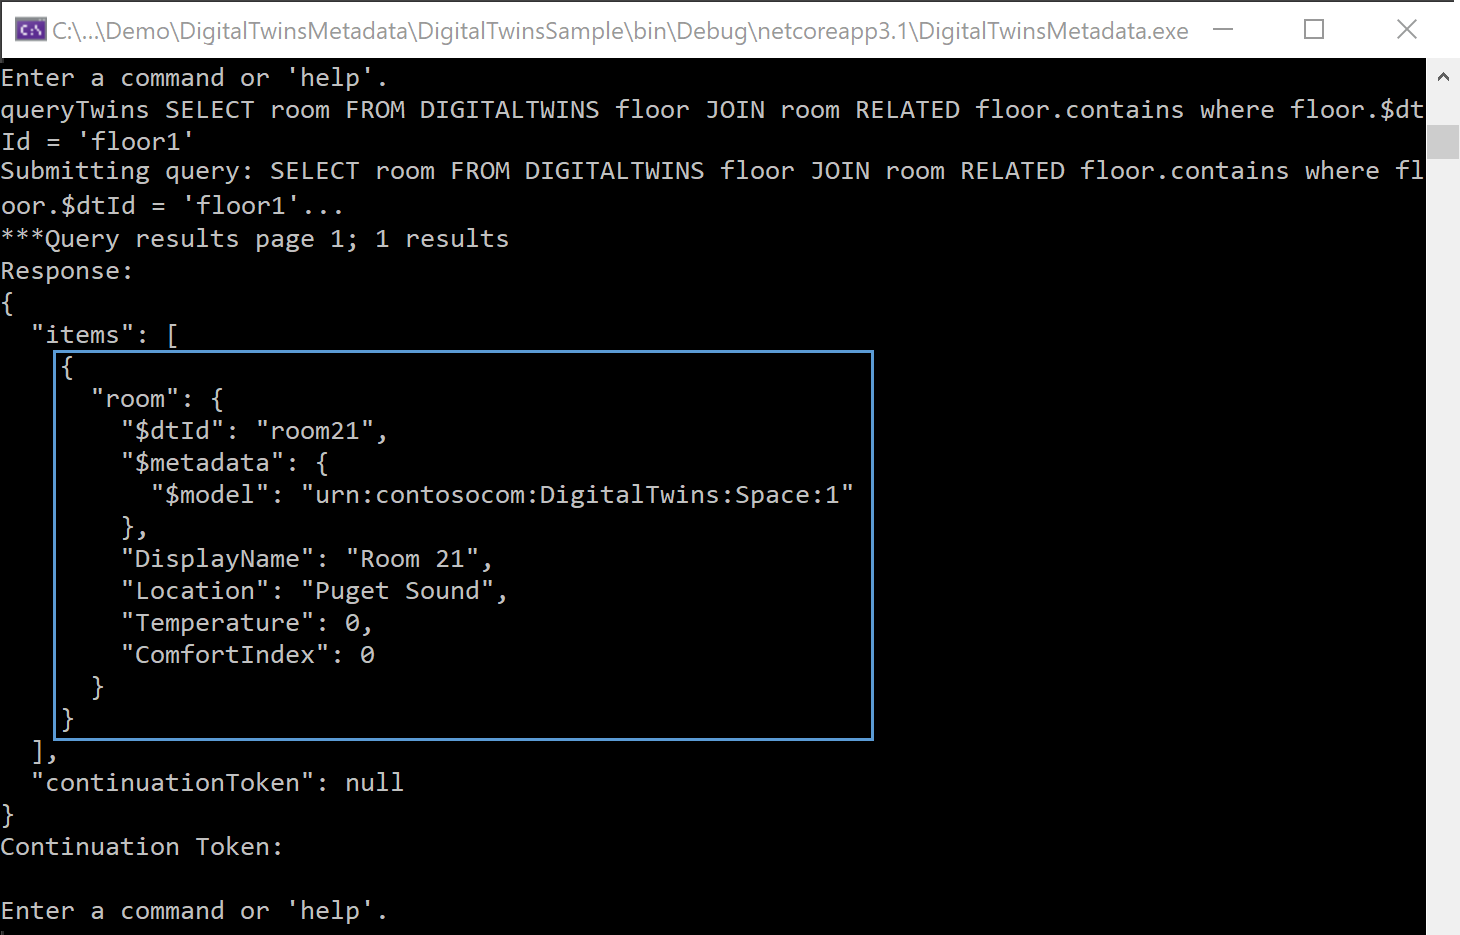 C:\...\Demo\DigitalTwinsMetadata\DigitalTwinsSample\bin\Debug\netcoreapp3.1\DigitalTwinsMetadata.exe
Enter a command or 'help'.
queryTwins SELECT room FROM DIGITALTWINS floor JOIN room RELATED floor.contains where floor.$dt
Id = 'floor1'
Submitting query: SELECT room FROM DIGITALTWINS floor JOIN room RELATED floor.contains where fl
oor.$dtId = 'floor1'...
***Query results page 1; 1 results
Response:
{
  "items": [
    {
      "room": {
        "$dtId": "room21",
        "$metadata": {
          "$model": "urn:contosocom:DigitalTwins:Space:1"
        },
        "DisplayName": "Room 21",
        "Location": "Puget Sound",
        "Temperature": 0,
        "ComfortIndex": 0
      }
    }
  ],
  "continuationToken": null
}
Continuation Token:
Enter a command or 'help'.